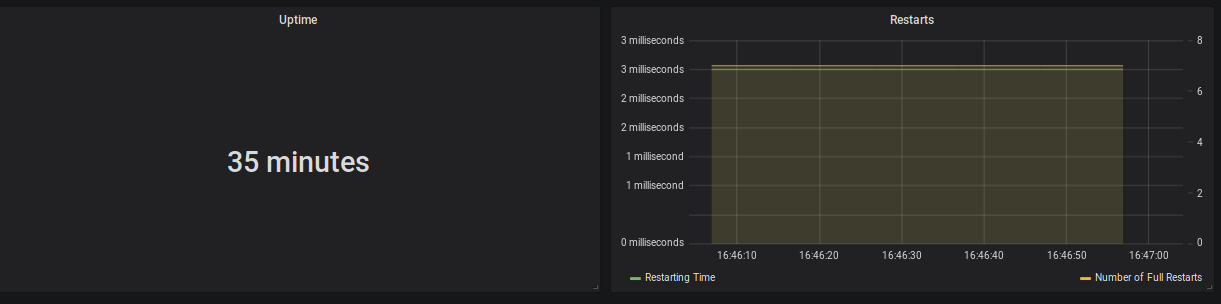 Uptime
35 minutes
Restarts
3 milliseconds
3 milliseconds
2 milliseconds
2 milliseconds
1 millisecond
1 millisecond
0 milliseconds
8
6
4
2
0
16:46:10 16:46:20 16:46:30 16:46:40 16:46:50 16:47:00
Restarting Time Number of Full Restarts